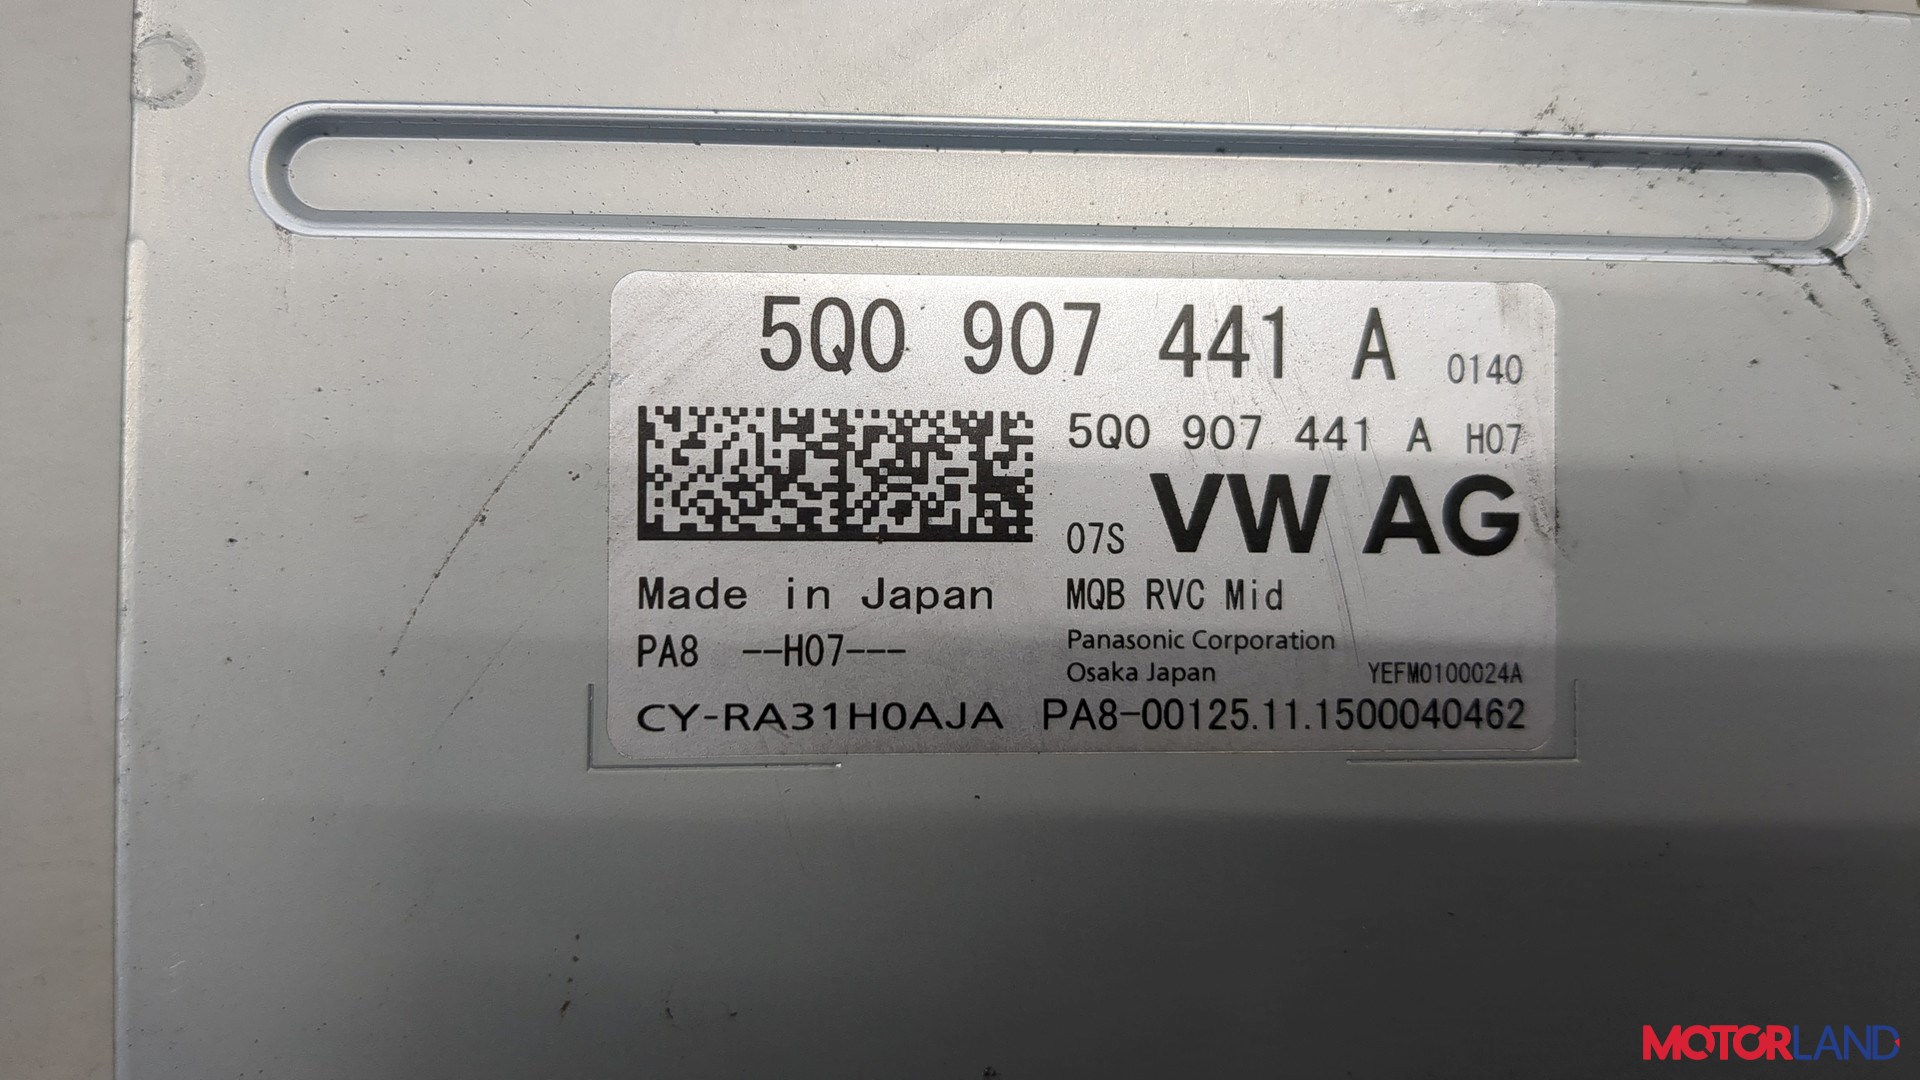 5Q0 907 441 A 0140
5Q0 907 441 A H07
07S VW AG
Made in Japan MQB RVC Mid
PA8 --H07--- Panasonic Corporation
Osaka Japan YEFM0100024A
CY-RA31H0AJA PA8-00125.11.1500040462
MOTORLAND